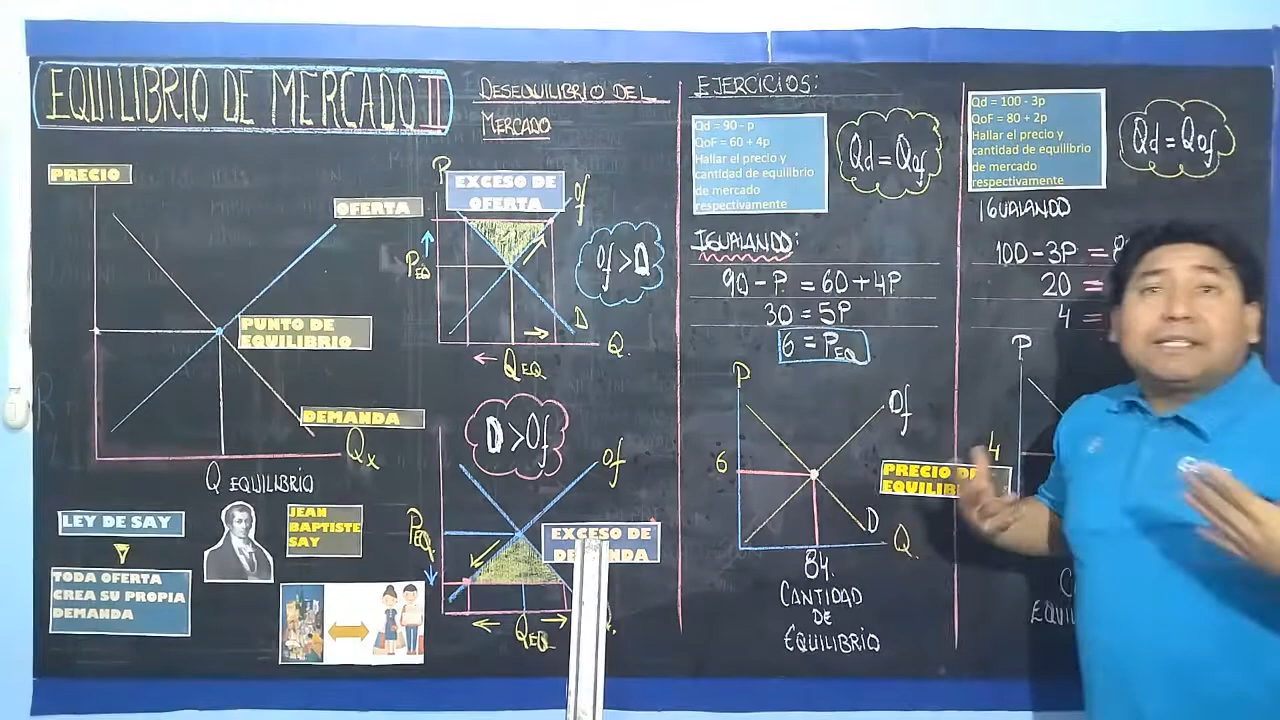 EQUILIBRIO DE MERCADO II
PRECIO
OFERTA
PUNTO DE
EQUILIBRIO
DEMANDA
Qx
Q EQUILIBRIO
LEY DE SAY
TODA OFERTA
CREA SU PROPIA
DEMANDA
JEAN
BAPTISTE
SAY
DESEQUILIBRIO DEL
MERCADO
P
EXCESO DE
OFERTA
Of
PEQ
Of > D
D
Q.
QEQ
D > Of
Of
PEQ.
EXCESO DE
DEMANDA
QEQ
EJERCICIOS:
Qd = 90 - p
QoF = 60 + 4p
Hallar el precio y
cantidad de equilibrio
de mercado
respectivamente
Qd = Qof
IGUALANDO:
90 - P = 60 + 4P
30 = 5P
6 = PEQ
P
Of
6
D
Q.
84.
CANTIDAD
DE
EQUILIBRIO
PRECIO DE
Qd = 100 - 3p
QoF = 80 + 2p
Hallar el precio y
cantidad de equilibrio
de mercado
respectivamente
Qd = Qof
IGUALANDO
100 - 3P =
20 =
4 =
P
4